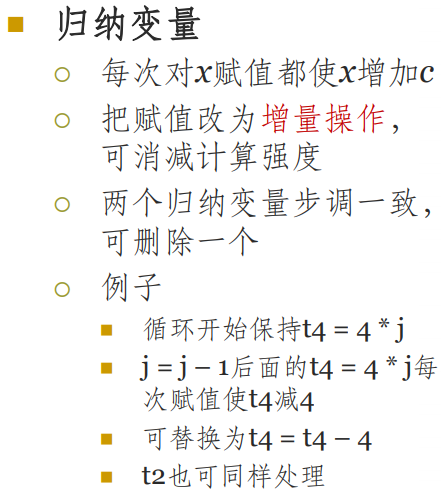 归纳变量
每次对x赋值都使x增加c
把赋值改为增量操作，
可消减计算强度
两个归纳变量步调一致，
可删除一个
例子
循环开始保持t4 = 4 * j
j = j – 1后面的t4 = 4 * j每
次赋值使t4减4
可替换为t4 = t4 – 4
t2也可同样处理